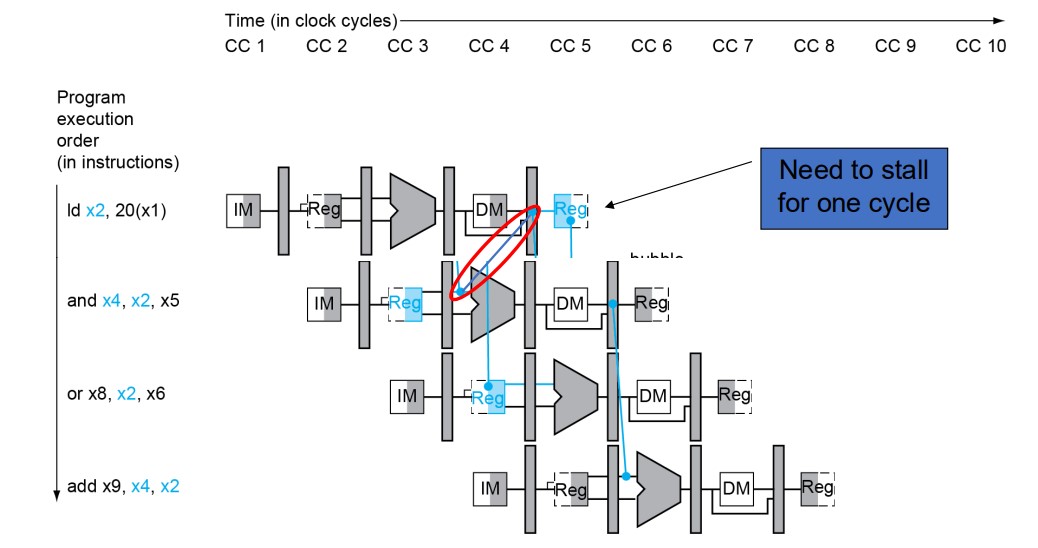 Time (in clock cycles)
CC 1 CC 2 CC 3 CC 4 CC 5 CC 6 CC 7 CC 8 CC 9 CC 10
Program
execution
order
(in instructions)
Need to stall
for one cycle
ld x2, 20(x1)
IM Reg DM Reg
bubble
and x4, x2, x5
IM Reg DM Reg
or x8, x2, x6
IM Reg DM Reg
add x9, x4, x2
IM Reg DM Reg